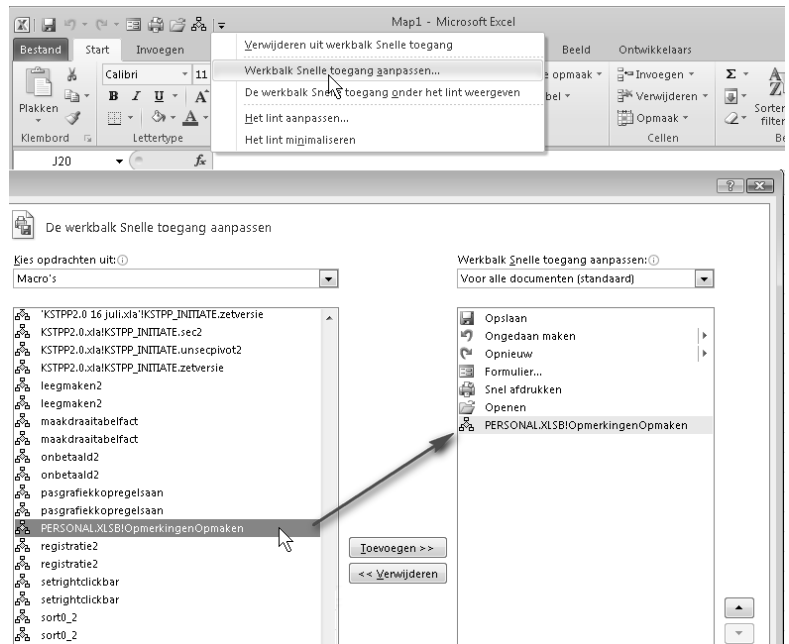 Map1 - Microsoft Excel
Bestand Start Invoegen Beeld Ontwikkelaars
Verwijderen uit werkbalk Snelle toegang
Werkbalk Snelle toegang aanpassen...
De werkbalk Snelle toegang onder het lint weergeven
Het lint aanpassen...
Het lint minimaliseren
Calibri 11
B I U A
Plakken
Klembord Lettertype
e opmaak Invoegen
bel Verwijderen
Opmaak
Cellen
Σ
A
Z
Sorter
filter
Be
J20 fx
De werkbalk Snelle toegang aanpassen
Kies opdrachten uit:
Macro's
'KSTPP2.0 16 juli.xla'!KSTPP_INITIATE.zetversie
KSTPP2.0.xla!KSTPP_INITIATE.sec2
KSTPP2.0.xla!KSTPP_INITIATE.unsecpivot2
KSTPP2.0.xla!KSTPP_INITIATE.zetversie
leegmaken2
leegmaken2
maakdraaitabelfact
maakdraaitabelfact
onbetaald2
onbetaald2
pasgrafiekkopregelsaan
pasgrafiekkopregelsaan
PERSONAL.XLSB!OpmerkingenOpmaken
registratie2
registratie2
setrightclickbar
setrightclickbar
sort0_2
sort0_2
Toevoegen >>
<< Verwijderen
Werkbalk Snelle toegang aanpassen:
Voor alle documenten (standaard)
Opslaan
Ongedaan maken
Opnieuw
Formulier...
Snel afdrukken
Openen
PERSONAL.XLSB!OpmerkingenOpmaken